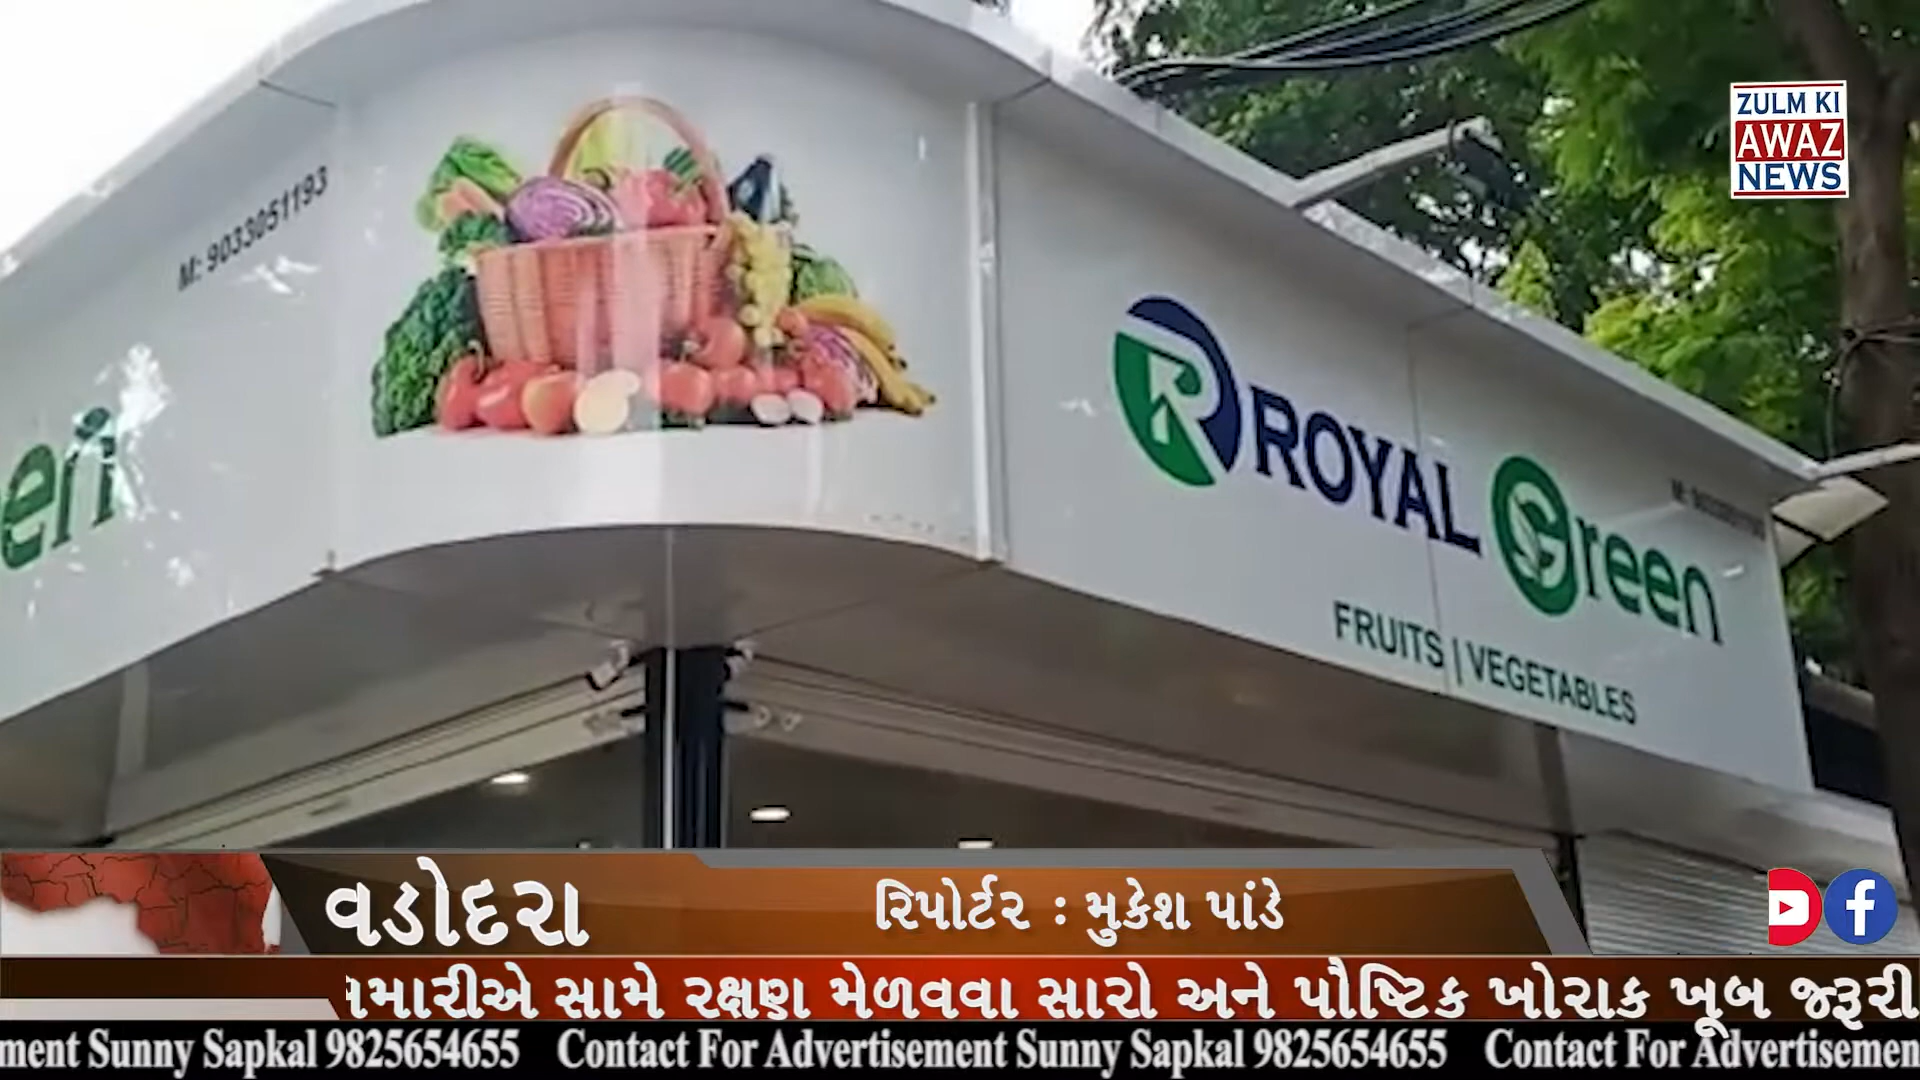 ZULM KI
AWAZ
NEWS
M: 9033051193
een
R ROYAL Green
FRUITS | VEGETABLES
વડોદરા
રિપોર્ટર : મુકેશ પાંડે
સામે રક્ષણ મેળવવા સારો અને પૌષ્ટિક ખોરાક ખૂબ જરૂરી
ment Sunny Sapkal 9825654655 Contact For Advertisement Sunny Sapkal 9825654655 Contact For Advertisemen